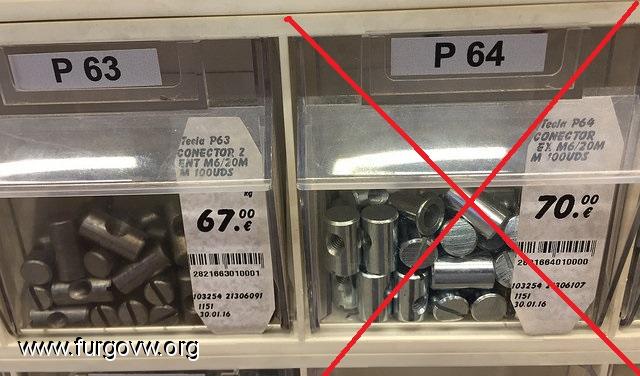 P 63
P 64
Tecla P63
CONECTOR 2
ENT M6/20M
M 100UDS
kg
67.00
€
2821663010001
103254 21306091
1151
30.01.16
Tecla P64
CONECTOR
EX M6/20M
M 100UDS
70.00
€
2821664010000
103254 21306107
1151
30.01.16
www.furgovw.org